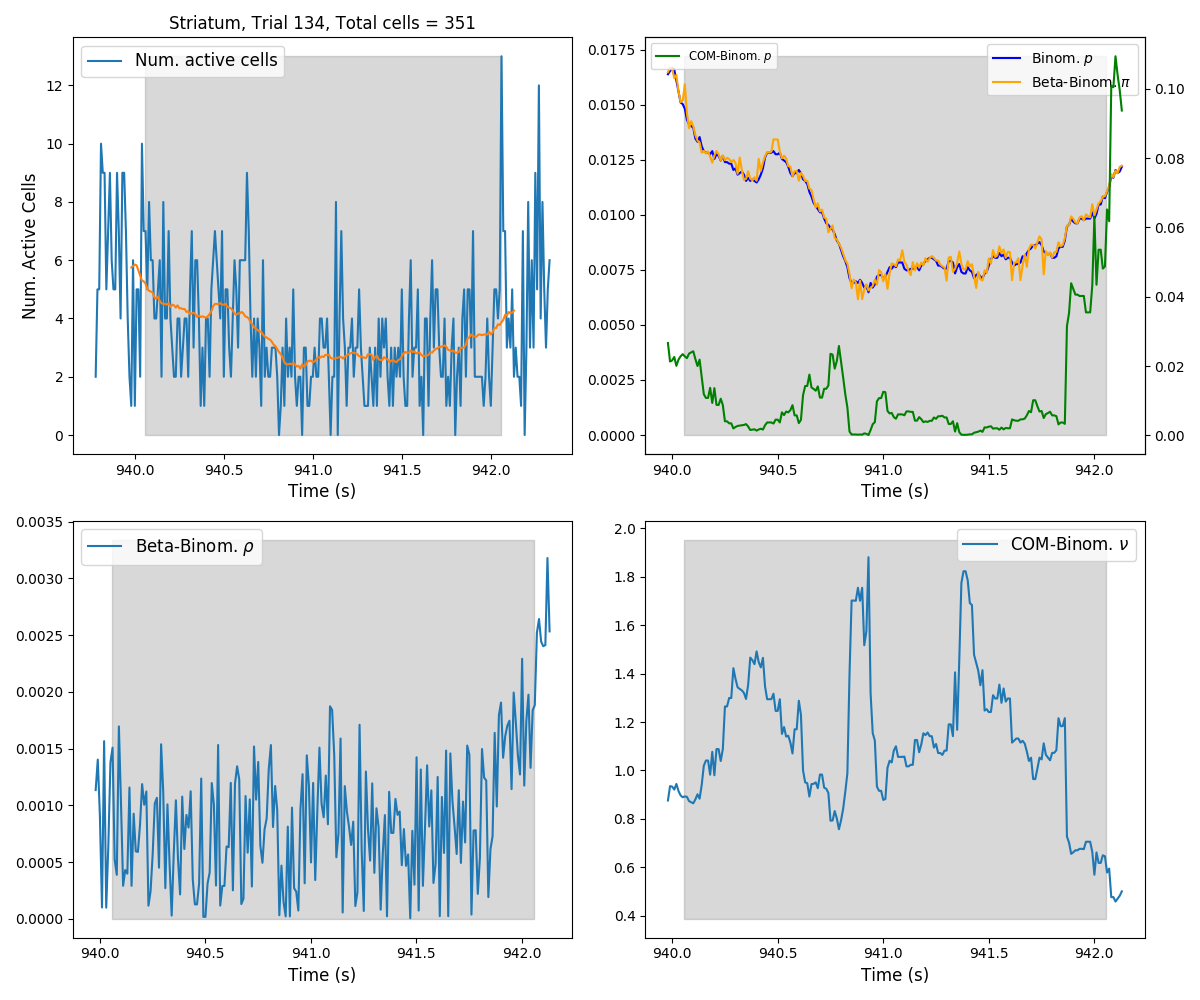 Striatum, Trial 134, Total cells = 351
Num. active cells
Num. Active Cells
12
10
8
6
4
2
0
940.0 940.5 941.0 941.5 942.0
Time (s)
COM-Binom. p
Binom. p
Beta-Binom. π
0.0175
0.0150
0.0125
0.0100
0.0075
0.0050
0.0025
0.0000
0.10
0.08
0.06
0.04
0.02
0.00
940.0 940.5 941.0 941.5 942.0
Time (s)
Beta-Binom. ρ
0.0035
0.0030
0.0025
0.0020
0.0015
0.0010
0.0005
0.0000
940.0 940.5 941.0 941.5 942.0
Time (s)
COM-Binom. ν
2.0
1.8
1.6
1.4
1.2
1.0
0.8
0.6
0.4
940.0 940.5 941.0 941.5 942.0
Time (s)